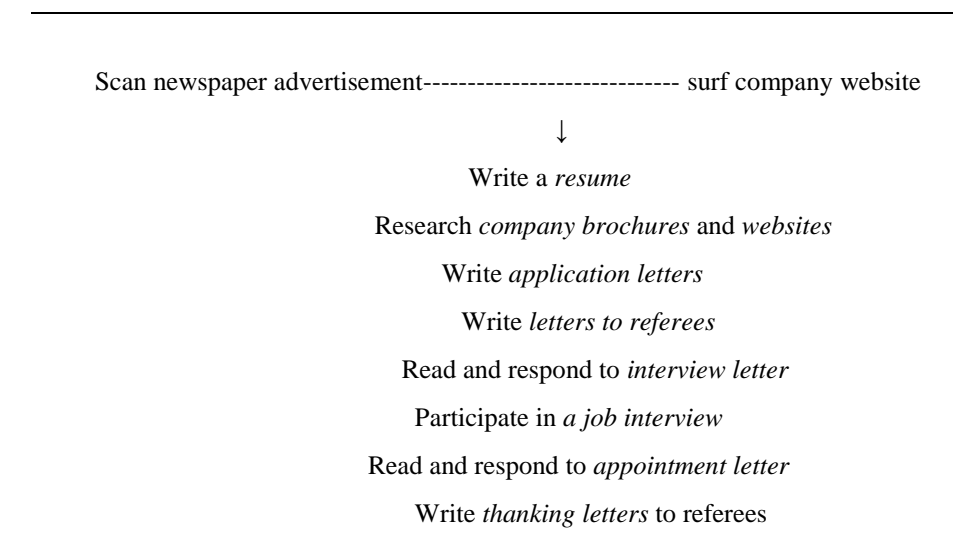 Scan newspaper advertisement----------------------------- surf company website
↓
Write a resume
Research company brochures and websites
Write application letters
Write letters to referees
Read and respond to interview letter
Participate in a job interview
Read and respond to appointment letter
Write thanking letters to referees